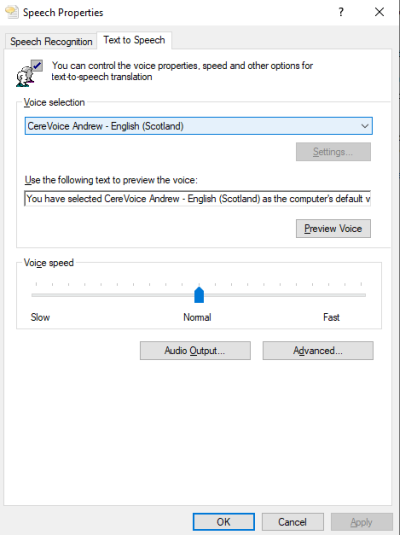 Speech Properties
Speech Recognition Text to Speech
You can control the voice properties, speed and other options for
text-to-speech translation
Voice selection
CereVoice Andrew - English (Scotland)
Settings...
Use the following text to preview the voice:
You have selected CereVoice Andrew - English (Scotland) as the computer's default v
Preview Voice
Voice speed
Slow Normal Fast
Audio Output... Advanced...
OK Cancel Apply